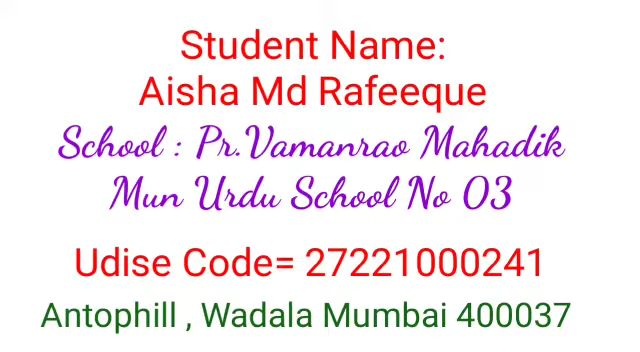 Student Name:
Aisha Md Rafeeque
School : Pr.Vamanrao Mahadik
Mun Urdu School No 03
Udise Code= 27221000241
Antophill , Wadala Mumbai 400037